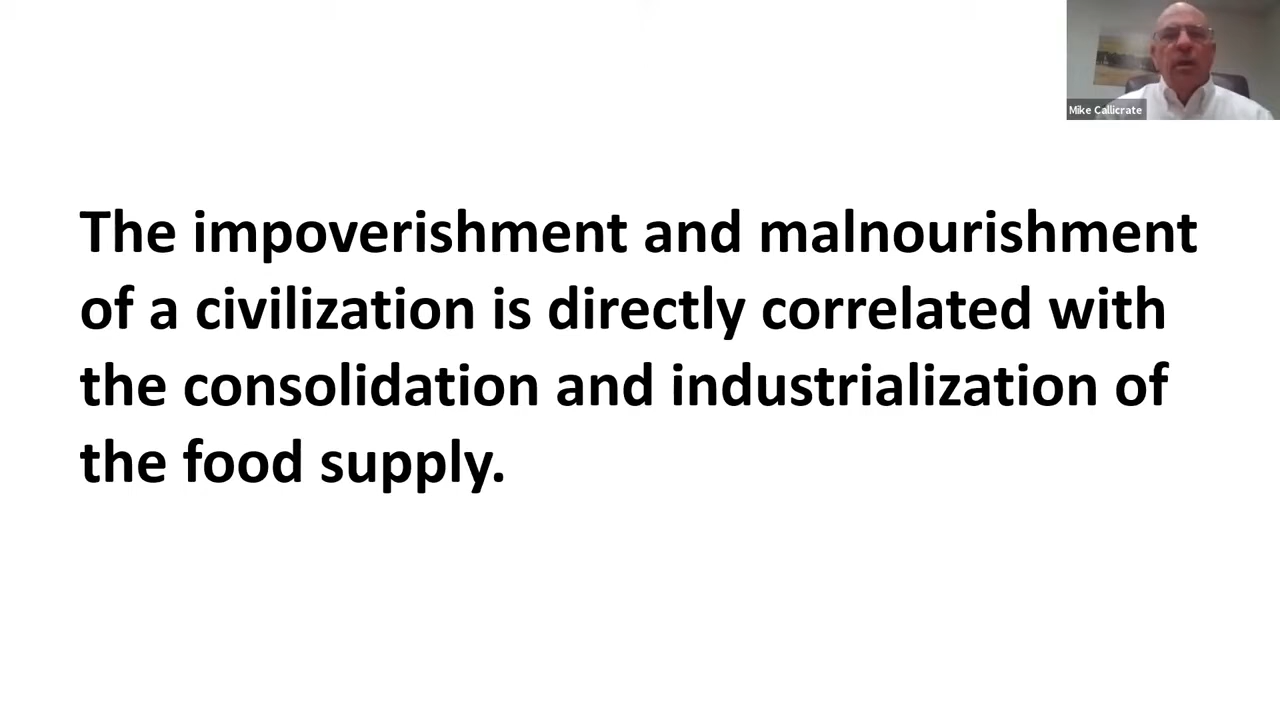 Mike Callicrate
The impoverishment and malnourishment
of a civilization is directly correlated with
the consolidation and industrialization of
the food supply.